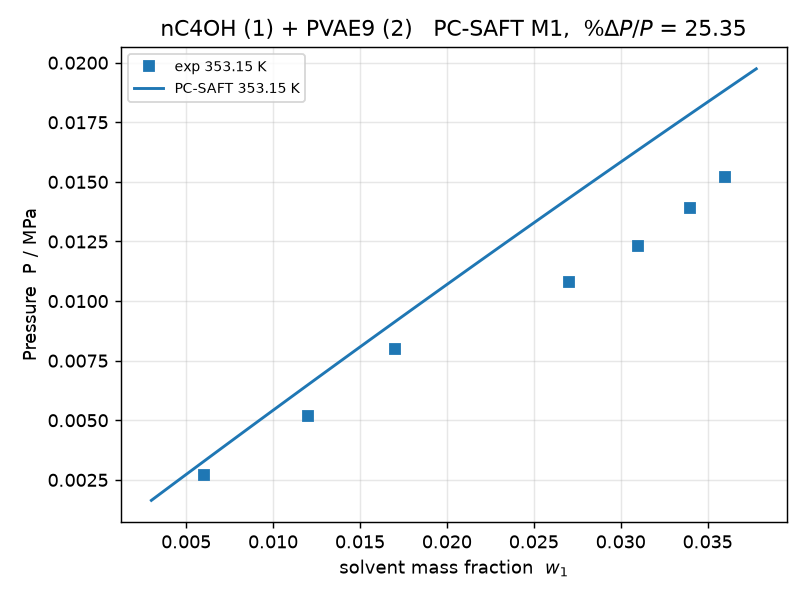 nC4OH (1) + PVAE9 (2)   PC-SAFT M1,  %ΔP/P = 25.35
exp 353.15 K
PC-SAFT 353.15 K
Pressure  P / MPa
0.0200
0.0175
0.0150
0.0125
0.0100
0.0075
0.0050
0.0025
0.005 0.010 0.015 0.020 0.025 0.030 0.035
solvent mass fraction  w₁